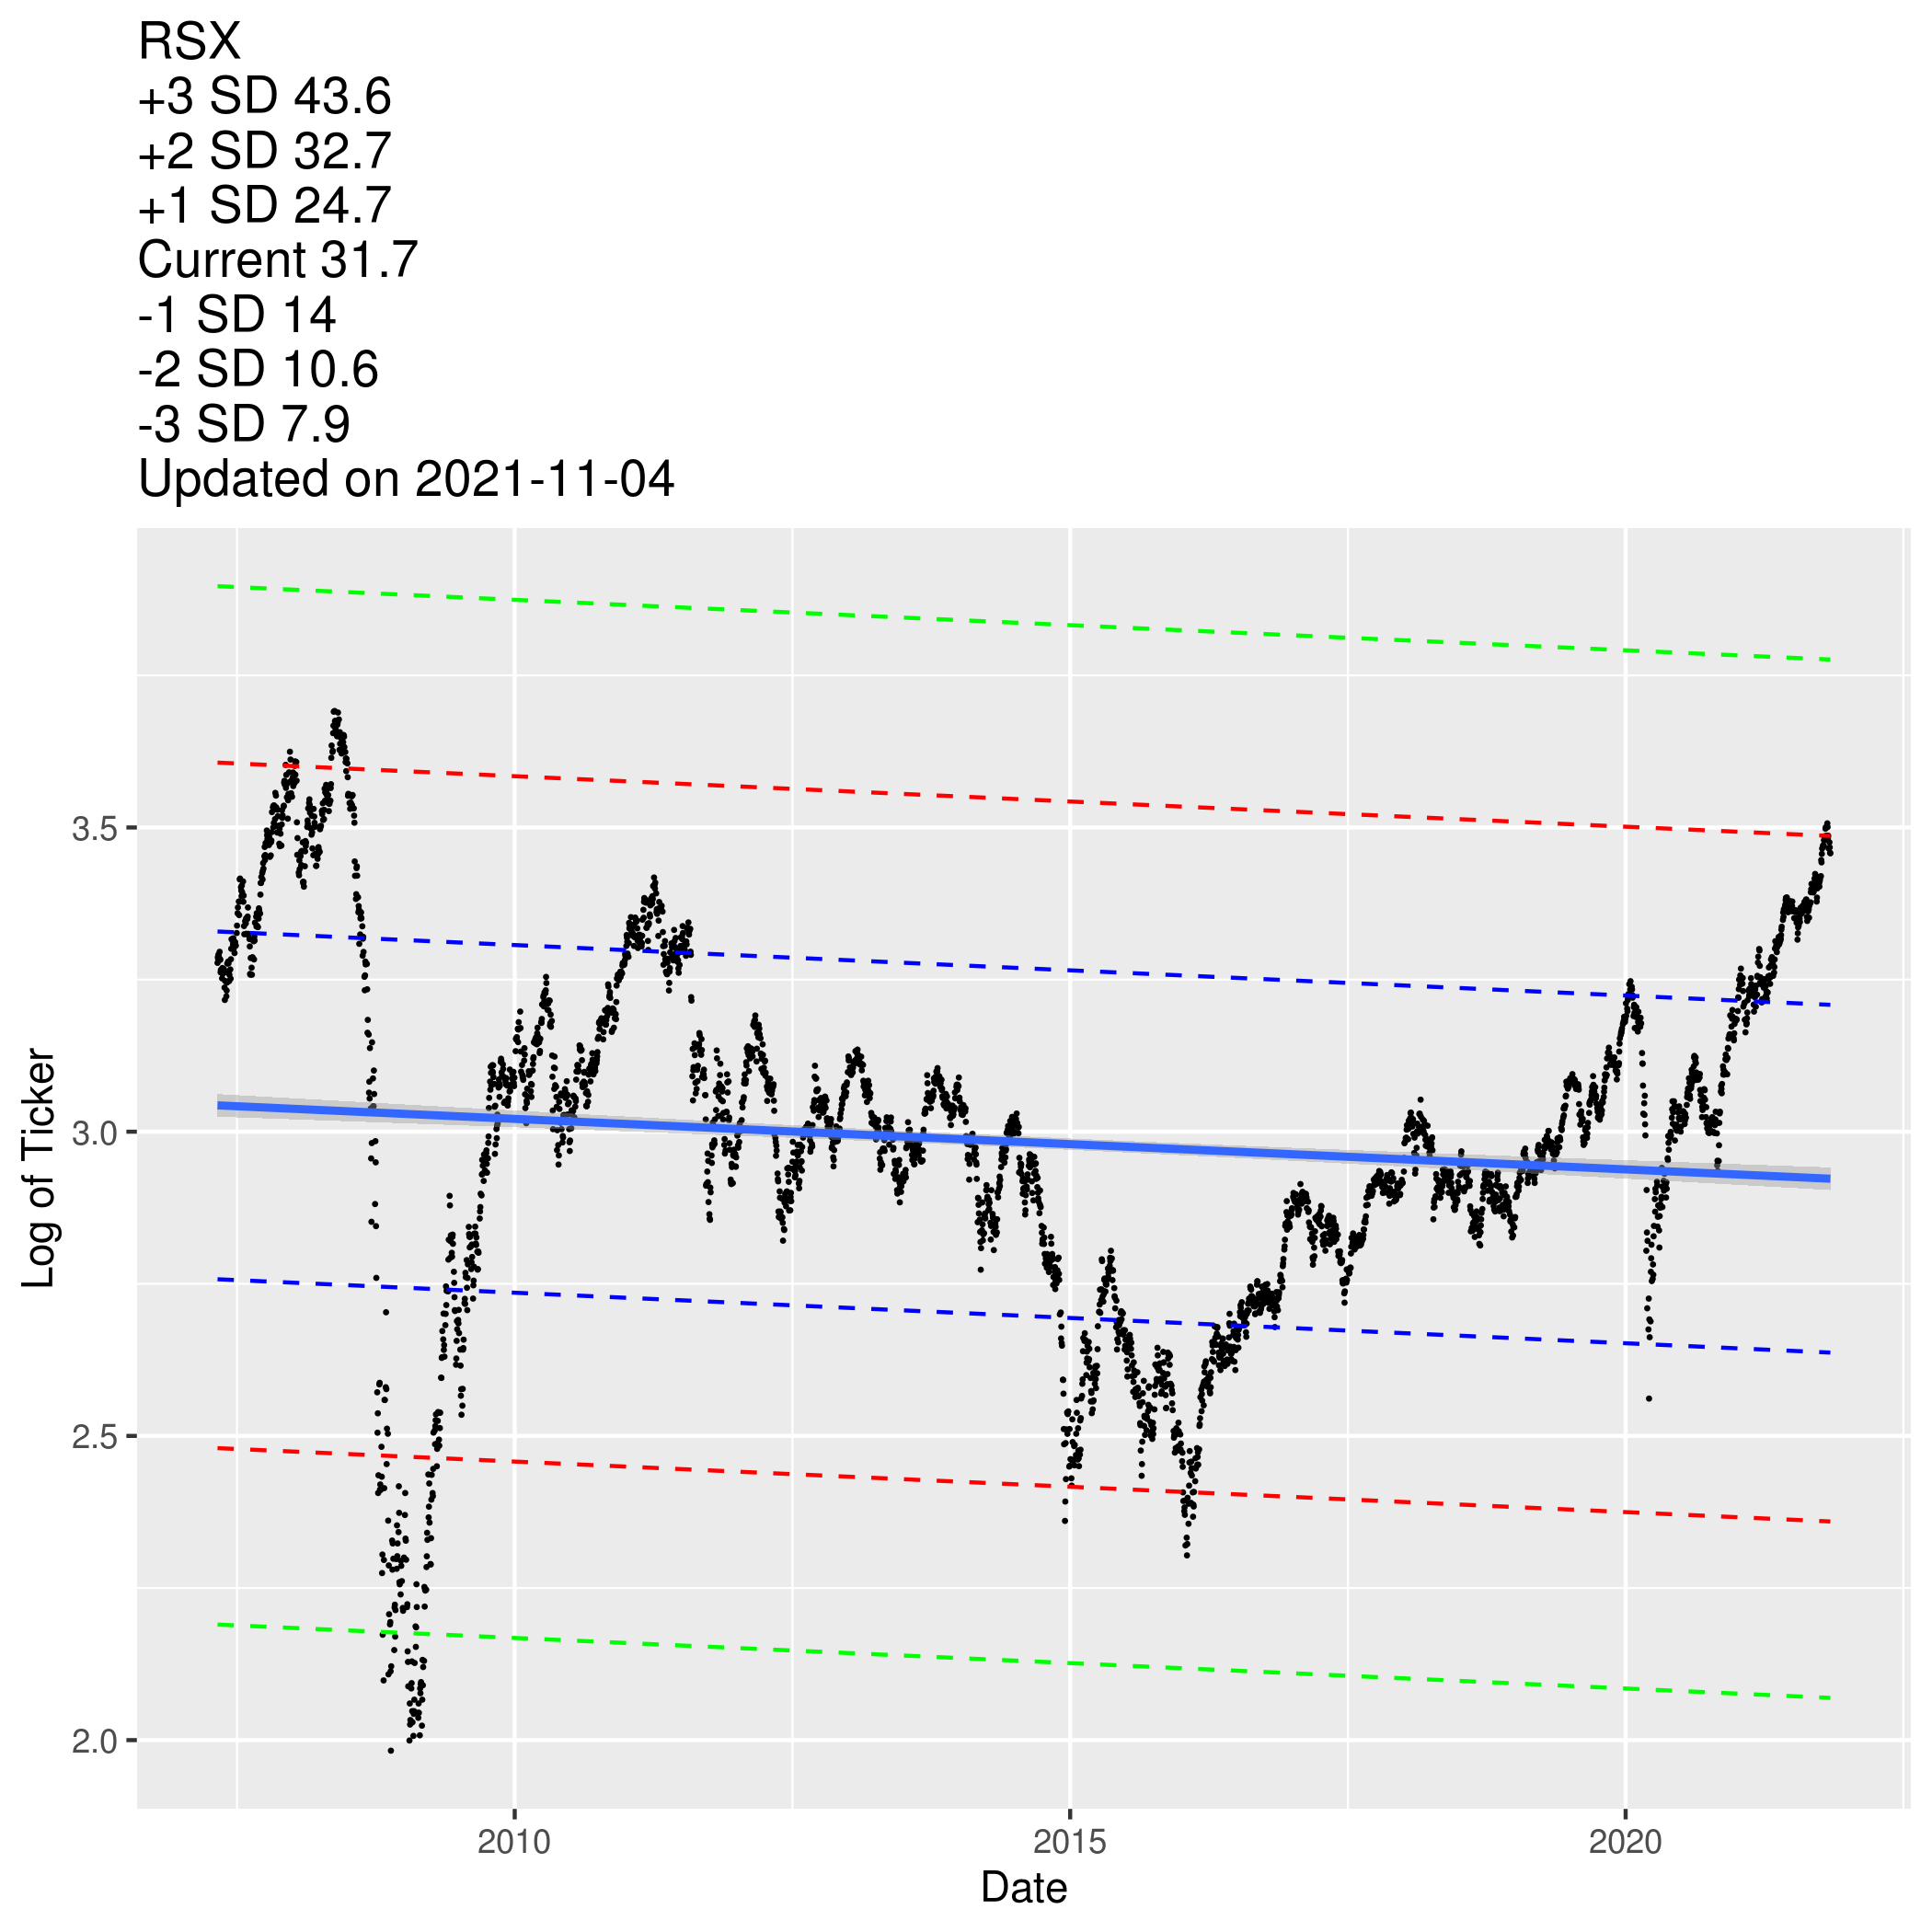 RSX
+3 SD 43.6
+2 SD 32.7
+1 SD 24.7
Current 31.7
-1 SD 14
-2 SD 10.6
-3 SD 7.9
Updated on 2021-11-04
3.5
3.0
2.5
2.0
Log of Ticker
2010
2015
2020
Date